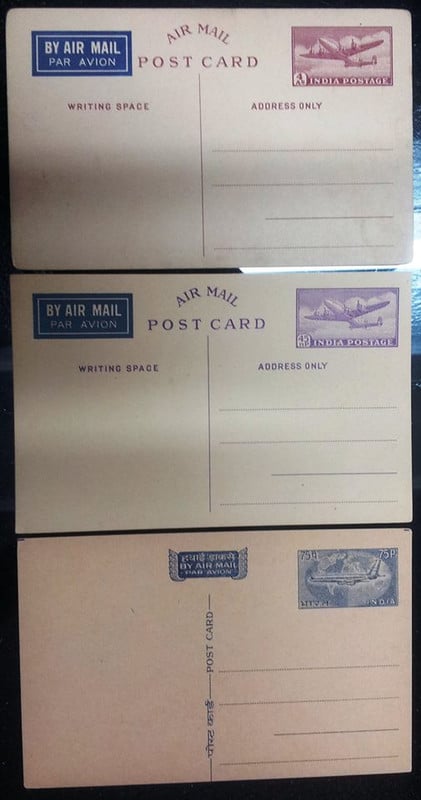 BY AIR MAIL
PAR AVION
AIR MAIL
POST CARD
INDIA POSTAGE
WRITING SPACE
ADDRESS ONLY
BY AIR MAIL
PAR AVION
AIR MAIL
POST CARD
INDIA POSTAGE
WRITING SPACE
ADDRESS ONLY
हवाई डाक से
BY AIR MAIL
PAR AVION
75P 75P
भारत INDIA
पोस्ट कार्ड POST CARD